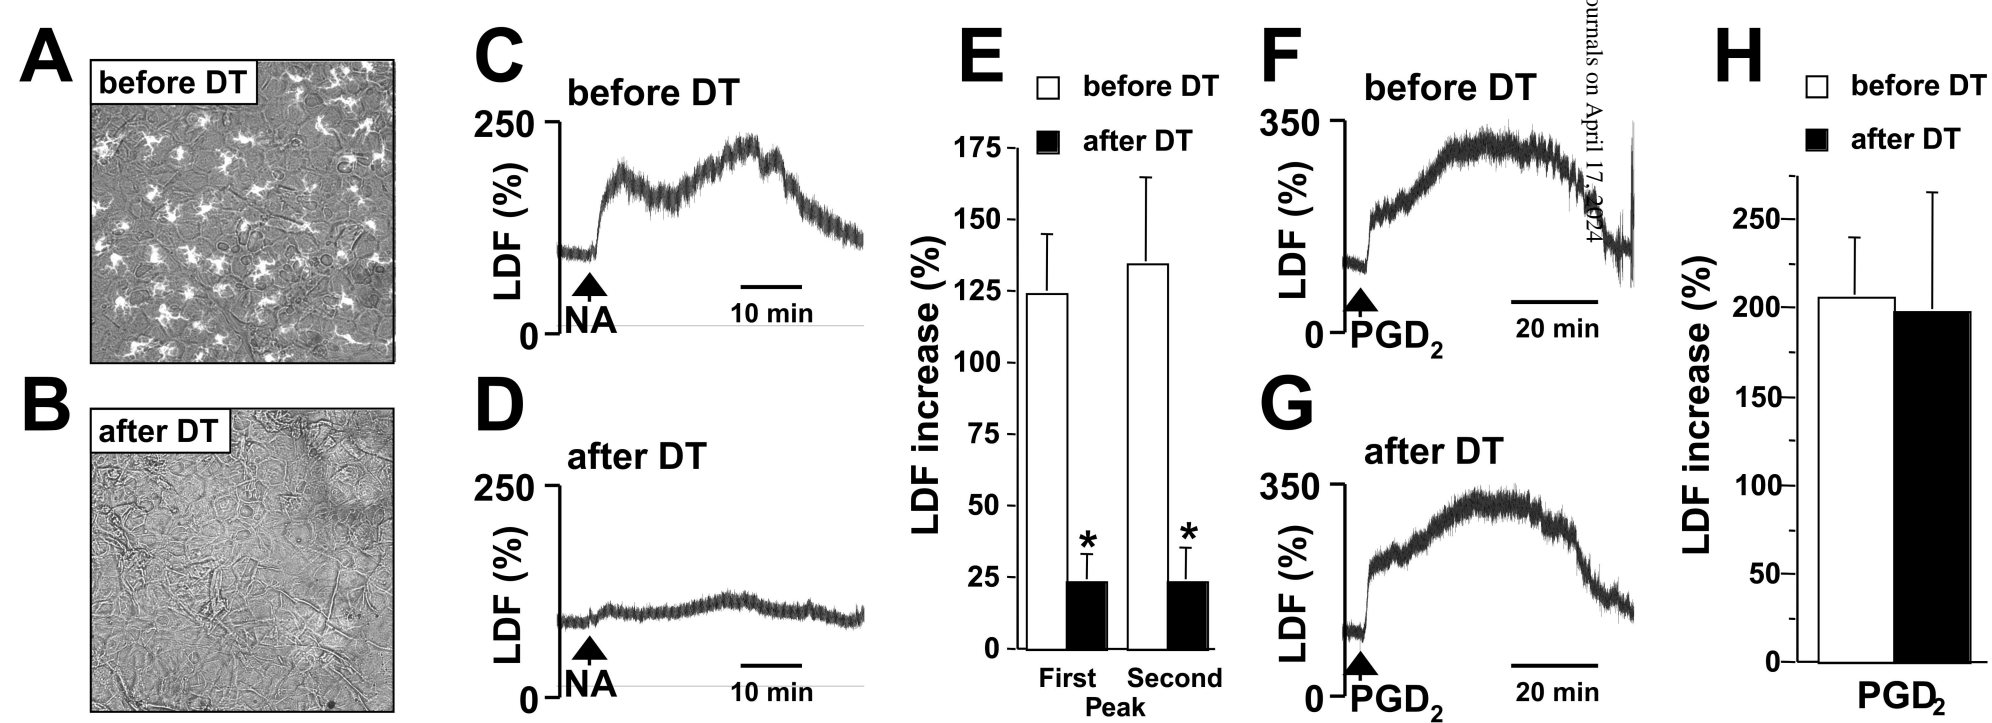 A
before DT
B
after DT
C
before DT
250
LDF (%)
0
NA
10 min
D
after DT
250
LDF (%)
0
NA
10 min
E
before DT
after DT
175
150
125
100
75
50
25
0
LDF increase (%)
First Second
Peak
F
before DT
350
LDF (%)
0
PGD2
20 min
ournals on April 17, 2024
G
after DT
350
LDF (%)
0
PGD2
20 min
H
before DT
after DT
250
200
150
100
50
0
LDF increase (%)
PGD2
* *